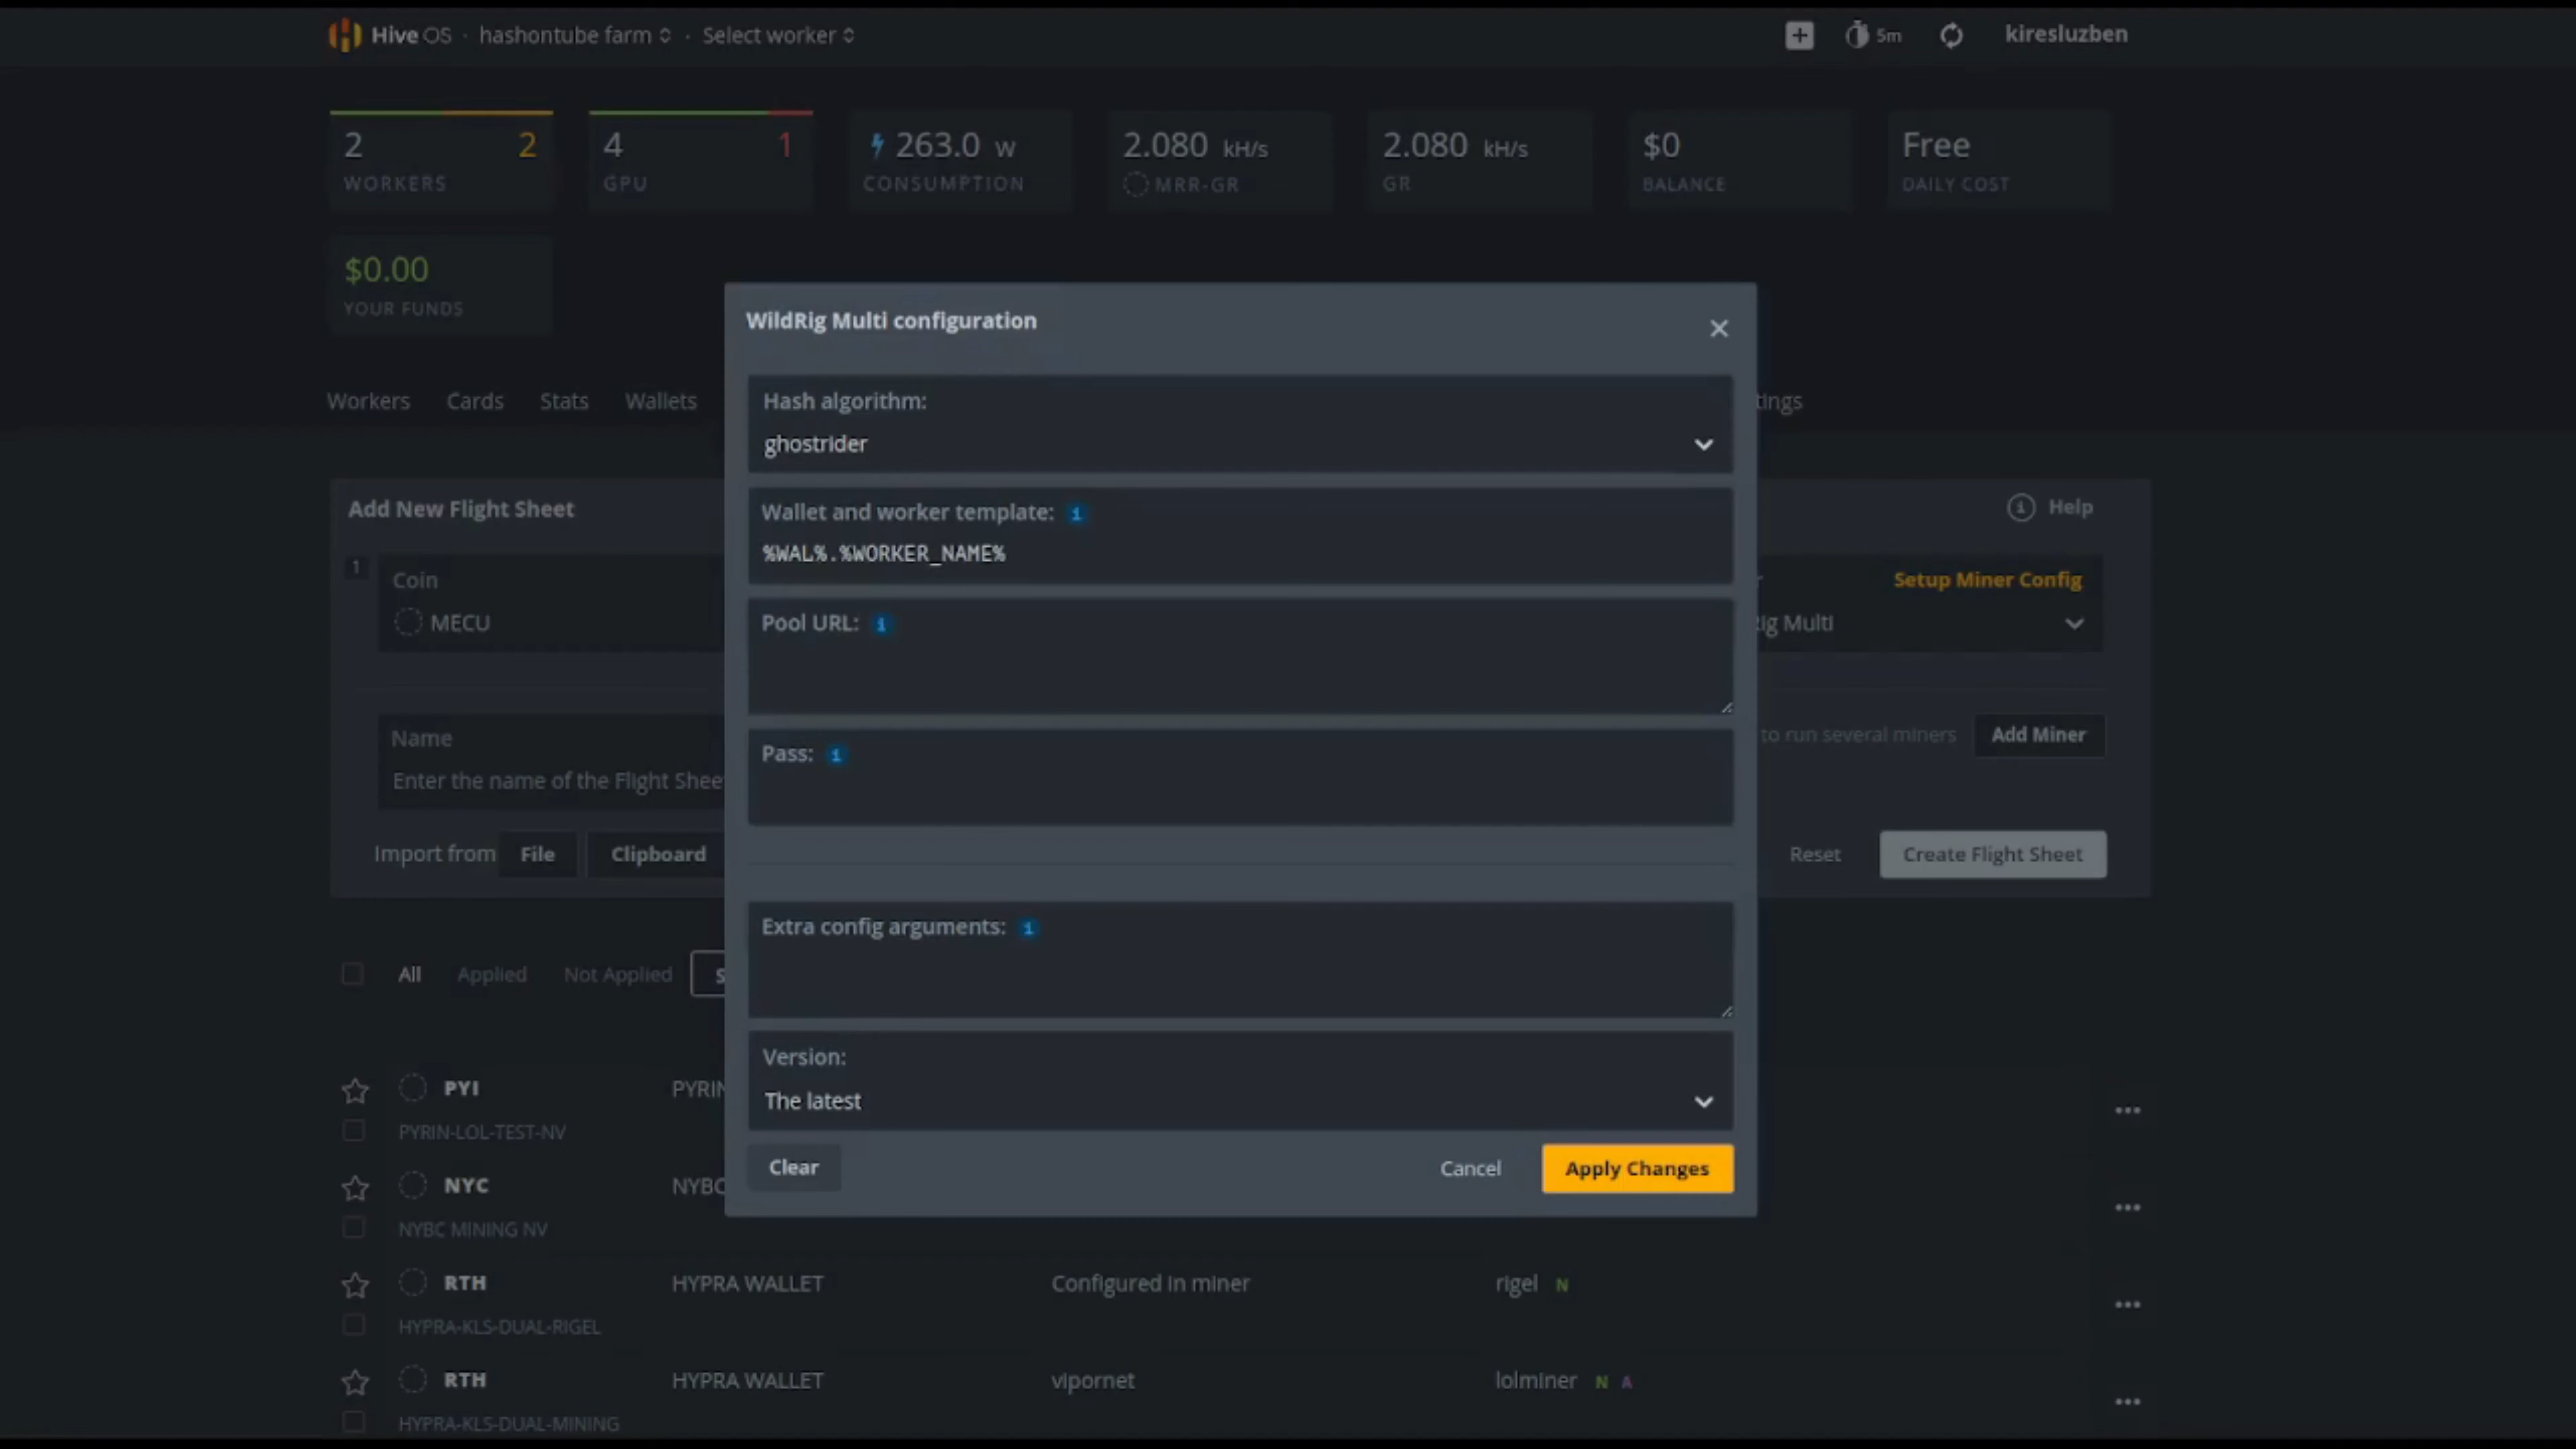 Hive OS · hashontube farm · Select worker
5m
kiresluzben
2 2
WORKERS
4 1
GPU
263.0 W
CONSUMPTION
2.080 kH/s
MRR-GR
2.080 kH/s
GR
$0
BALANCE
Free
DAILY COST
$0.00
YOUR FUNDS
WildRig Multi configuration
Hash algorithm:
ghostrider
Wallet and worker template:
%WAL%.%WORKER_NAME%
Pool URL:
Pass:
Extra config arguments:
Version:
The latest
Clear
Cancel
Apply Changes
Workers Cards Stats Wallets
tings
Add New Flight Sheet
Help
1
Coin
MECU
Setup Miner Config
ig Multi
Name
Enter the name of the Flight Shee
to run several miners
Add Miner
Import from File Clipboard
Reset
Create Flight Sheet
All Applied Not Applied S
PYI
PYRIN
PYRIN-LOL-TEST-NV
NYC
NYBC
NYBC MINING NV
RTH HYPRA WALLET Configured in miner rigel N
HYPRA-KLS-DUAL-RIGEL
RTH HYPRA WALLET vipornet lolminer N A
HYPRA-KLS-DUAL-MINING